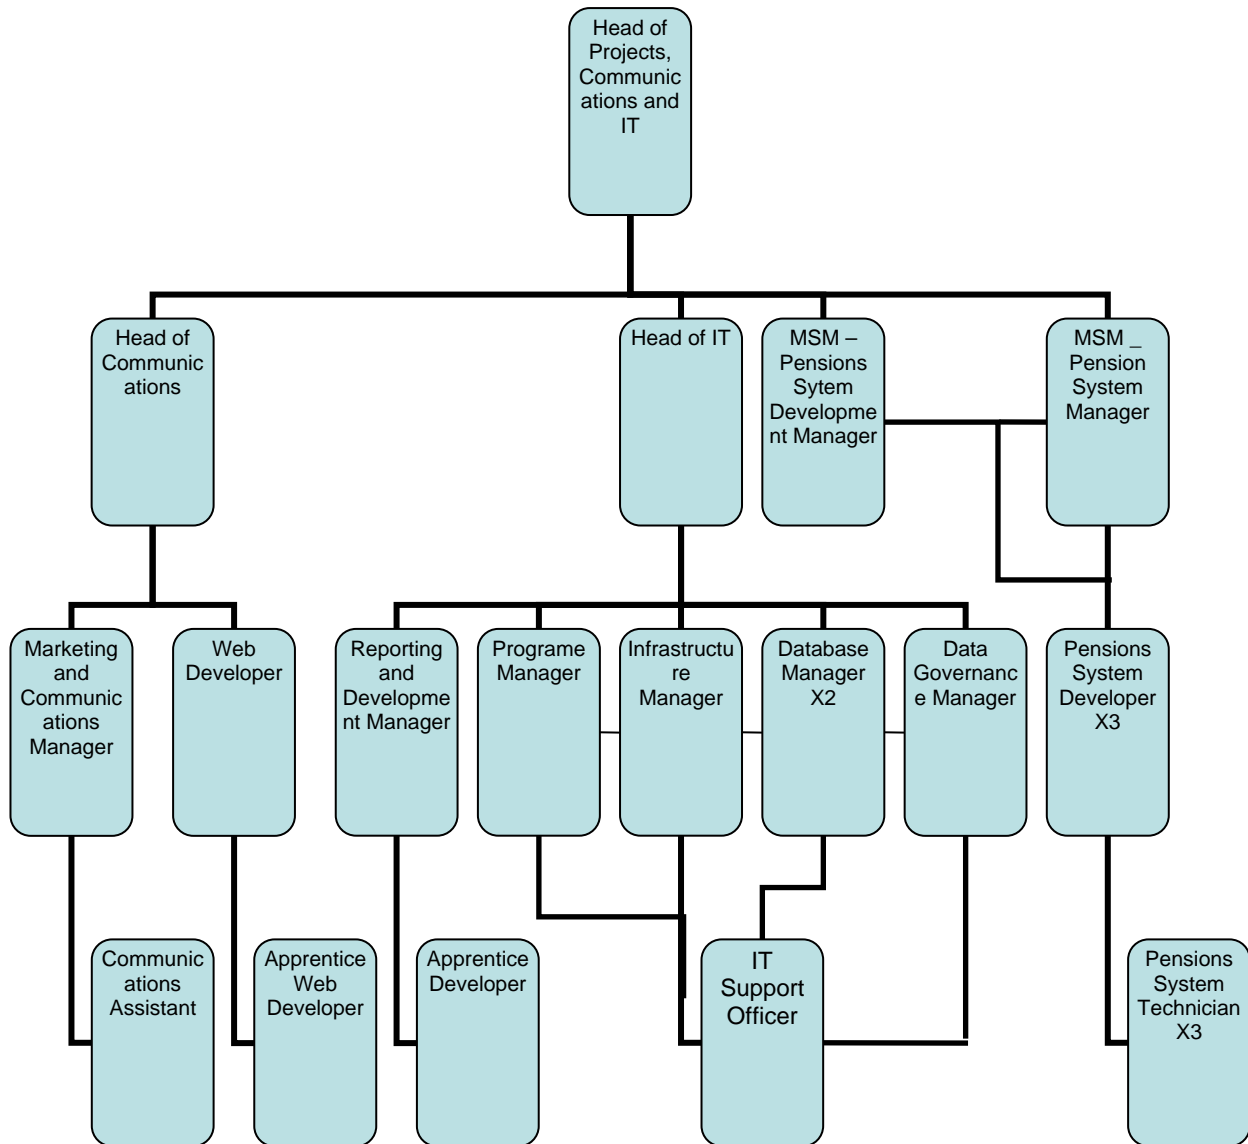 Head of
Projects,
Communic
ations and
IT
Head of
Communic
ations
Head of IT
MSM –
Pensions
Sytem
Developme
nt Manager
MSM _
Pension
System
Manager
Marketing
and
Communic
ations
Manager
Web
Developer
Reporting
and
Developme
nt Manager
Programe
Manager
Infrastructu
re
Manager
Database
Manager
X2
Data
Governanc
e Manager
Pensions
System
Developer
X3
Communic
ations
Assistant
Apprentice
Web
Developer
Apprentice
Developer
IT
Support
Officer
Pensions
System
Technician
X3